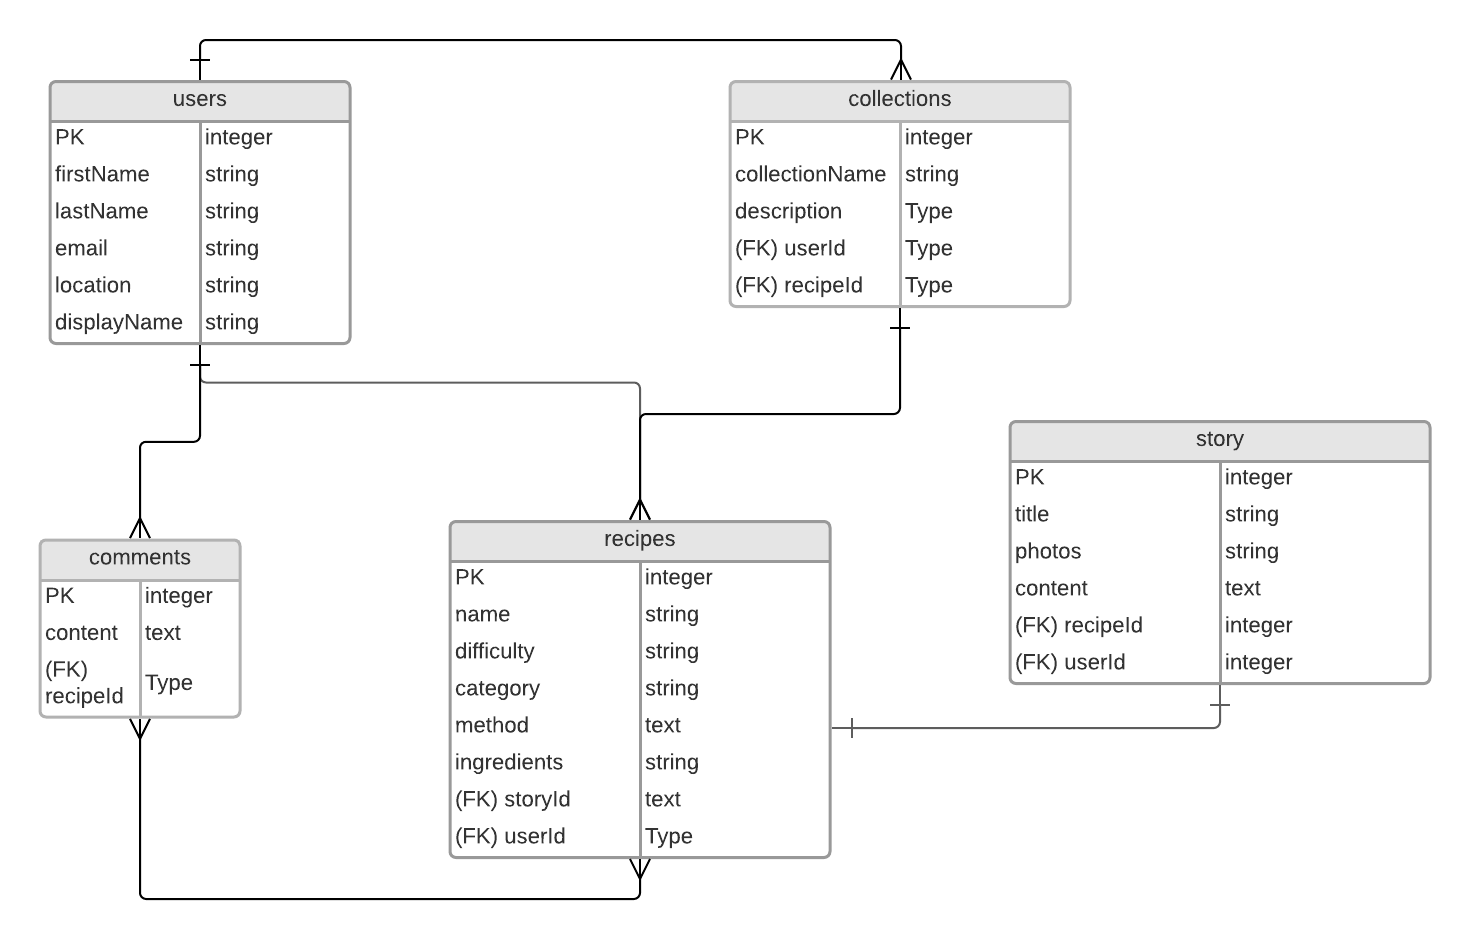 users
PK integer
firstName string
lastName string
email string
location string
displayName string
collections
PK integer
collectionName string
description Type
(FK) userId Type
(FK) recipeId Type
story
PK integer
title string
photos string
content text
(FK) recipeId integer
(FK) userId integer
comments
PK integer
content text
(FK)
recipeId Type
recipes
PK integer
name string
difficulty string
category string
method text
ingredients string
(FK) storyId text
(FK) userId Type